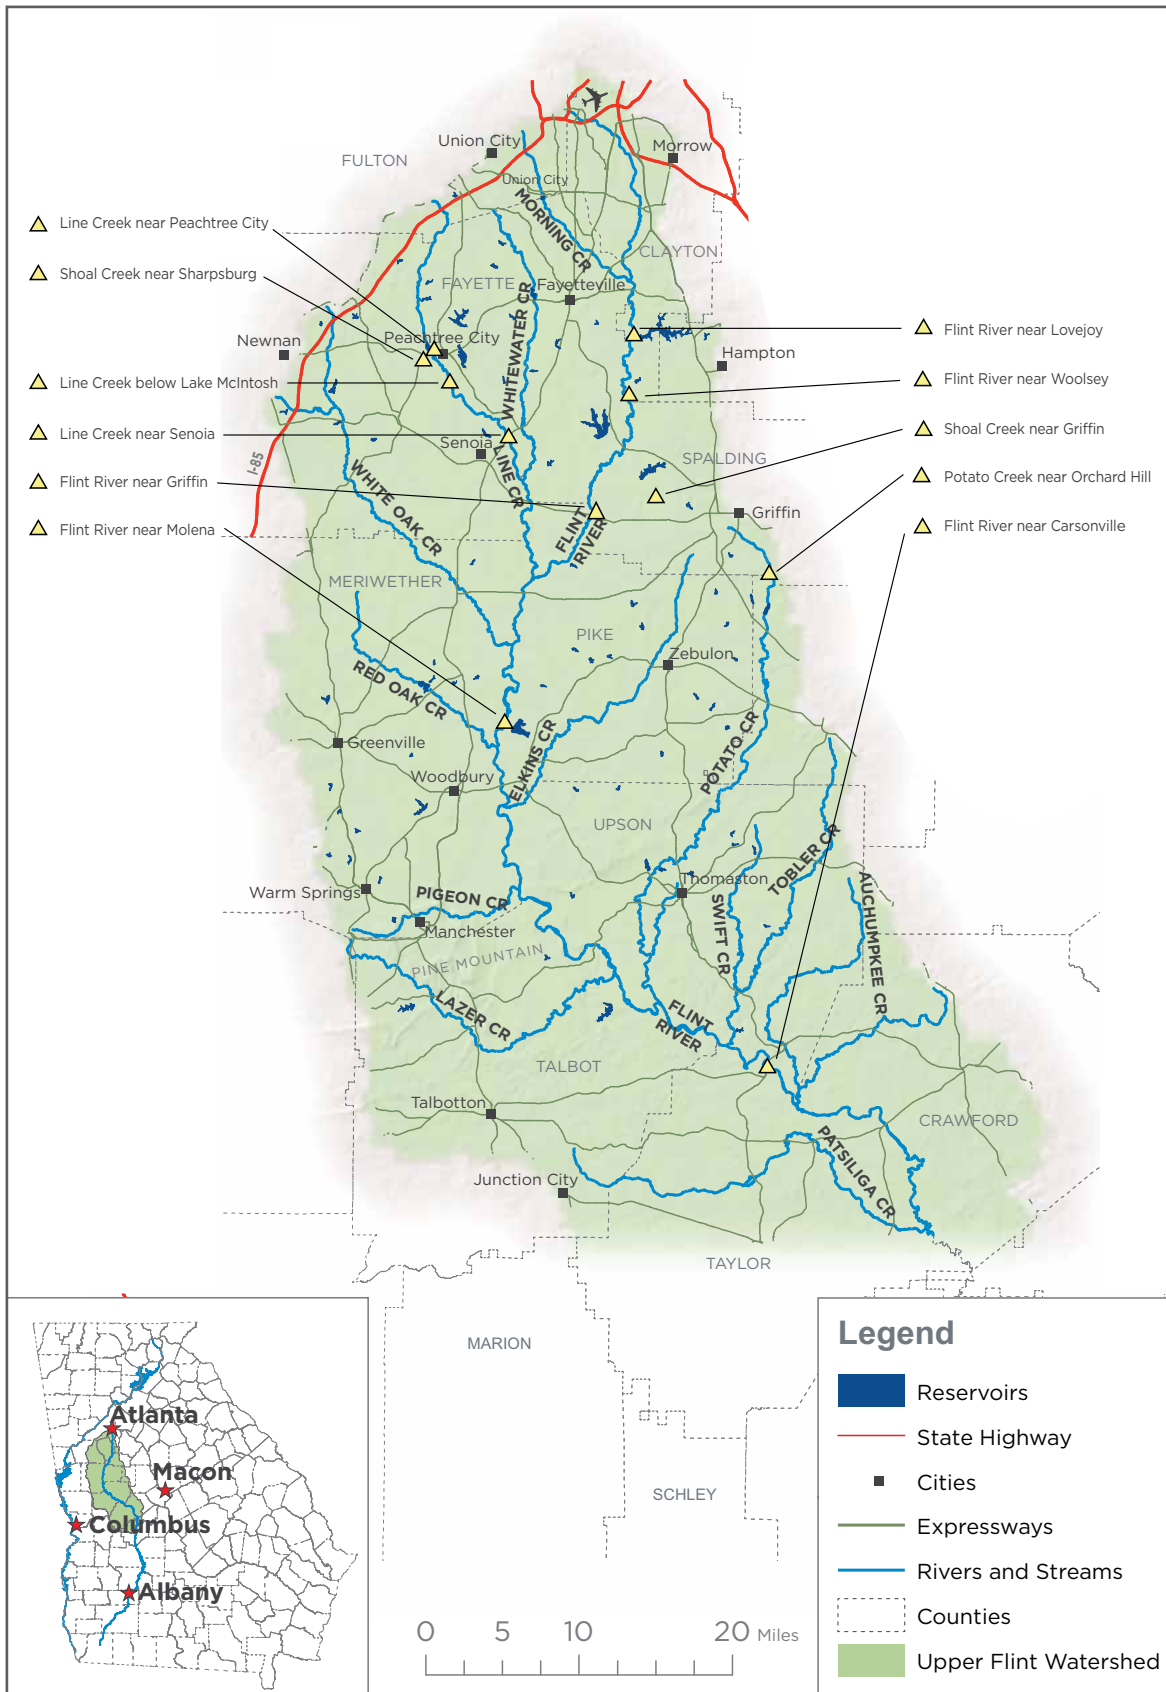 Union City
Morrow
FULTON
Union City
MORNING CR
Line Creek near Peachtree City
CLAYTON
Shoal Creek near Sharpsburg
FAYETTE
Fayetteville
WHITEWATER CR
Flint River near Lovejoy
Newnan
Peachtree City
Hampton
Line Creek below Lake McIntosh
Flint River near Woolsey
Line Creek near Senoia
Senoia
LINE CR
Shoal Creek near Griffin
I-85
SPALDING
WHITE OAK CR
Potato Creek near Orchard Hill
Flint River near Griffin
Griffin
Flint River near Molena
FLINT
RIVER
Flint River near Carsonville
MERIWETHER
PIKE
Zebulon
RED OAK CR
Greenville
ELKINS CR
POTATO CR
Woodbury
UPSON
TOBLER CR
Warm Springs
PIGEON CR
Thomaston
SWIFT CR
AUCHUMPKEE CR
Manchester
PINE MOUNTAIN
LAZER CR
FLINT
RIVER
TALBOT
Talbotton
CRAWFORD
PATSILIGA CR
Junction City
TAYLOR
MARION
SCHLEY
Atlanta
Macon
Columbus
Albany
0 5 10 20 Miles
Legend
Reservoirs
State Highway
Cities
Expressways
Rivers and Streams
Counties
Upper Flint Watershed